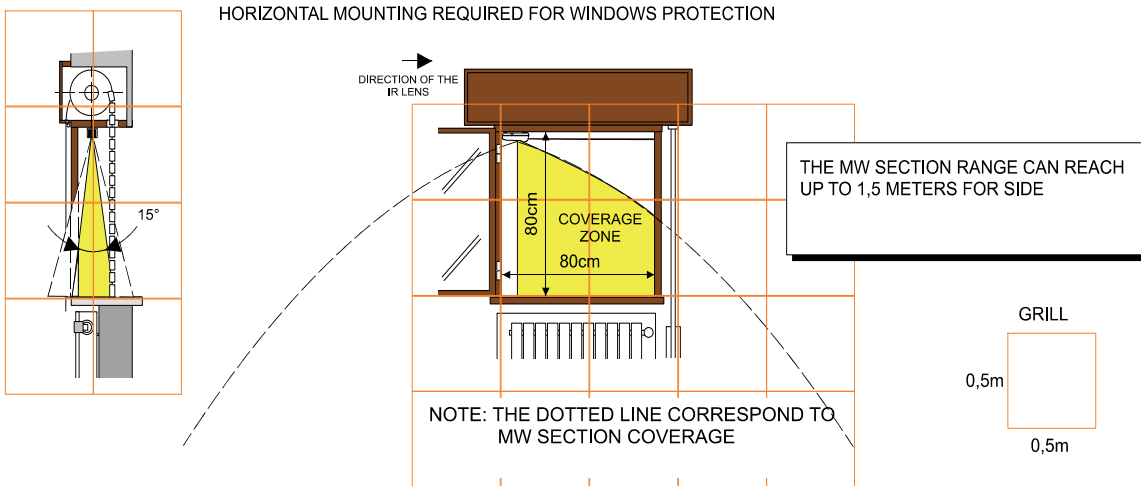 HORIZONTAL MOUNTING REQUIRED FOR WINDOWS PROTECTION
DIRECTION OF THE
IR LENS
15°
80cm
COVERAGE
ZONE
80cm
THE MW SECTION RANGE CAN REACH
UP TO 1,5 METERS FOR SIDE
GRILL
0,5m
0,5m
NOTE: THE DOTTED LINE CORRESPOND TO
MW SECTION COVERAGE